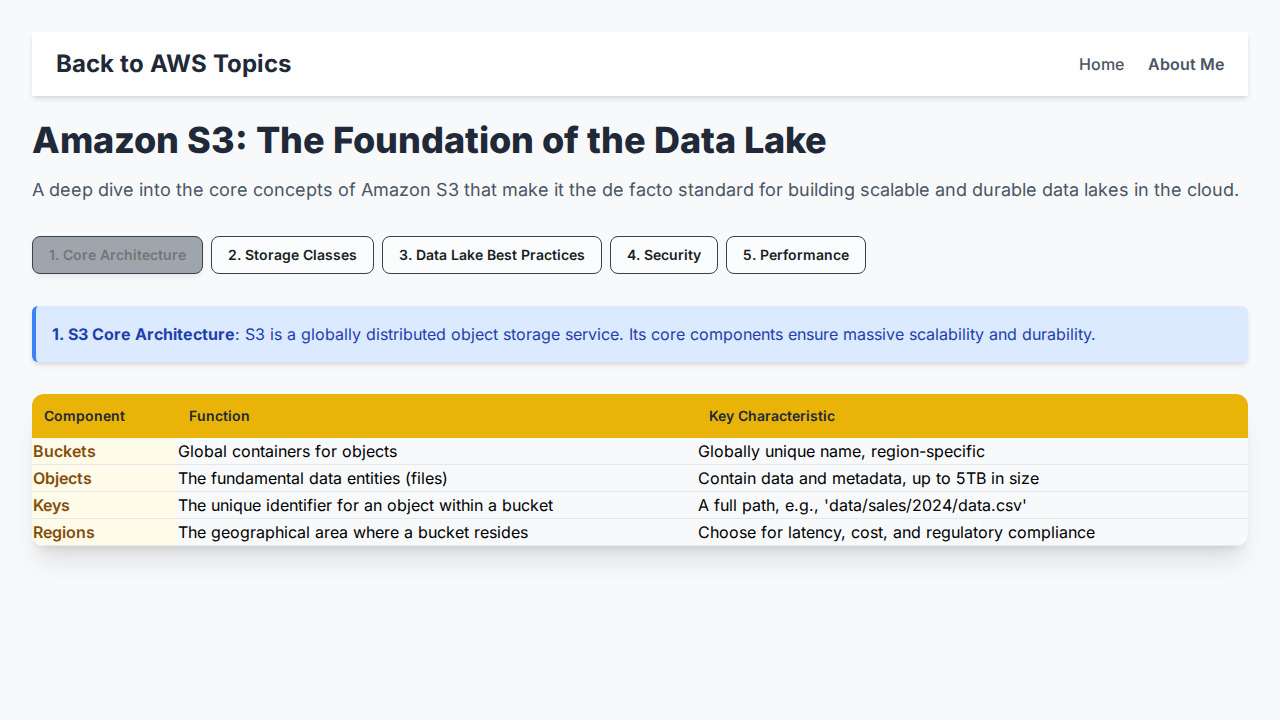 Back to AWS Topics
Home
About Me
Amazon S3: The Foundation of the Data Lake
A deep dive into the core concepts of Amazon S3 that make it the de facto standard for building scalable and durable data lakes in the cloud.
1. Core Architecture
2. Storage Classes
3. Data Lake Best Practices
4. Security
5. Performance
1. S3 Core Architecture: S3 is a globally distributed object storage service. Its core components ensure massive scalability and durability.
Component Function Key Characteristic
Buckets Global containers for objects Globally unique name, region-specific
Objects The fundamental data entities (files) Contain data and metadata, up to 5TB in size
Keys The unique identifier for an object within a bucket A full path, e.g., 'data/sales/2024/data.csv'
Regions The geographical area where a bucket resides Choose for latency, cost, and regulatory compliance